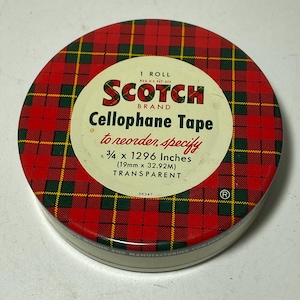 1 ROLL
SCOTCH
BRAND
Cellophane Tape
to reorder, specify
3/4 x 1296 Inches
(19mm x 32.92M)
TRANSPARENT
®